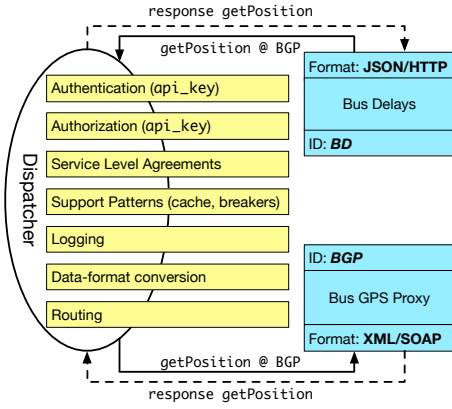 response getPosition
getPosition @ BGP
Format: JSON/HTTP
Bus Delays
ID: BD
Dispatcher
Authentication (api_key)
Authorization (api_key)
Service Level Agreements
Support Patterns (cache, breakers)
Logging
Data-format conversion
Routing
ID: BGP
Bus GPS Proxy
Format: XML/SOAP
getPosition @ BGP
response getPosition